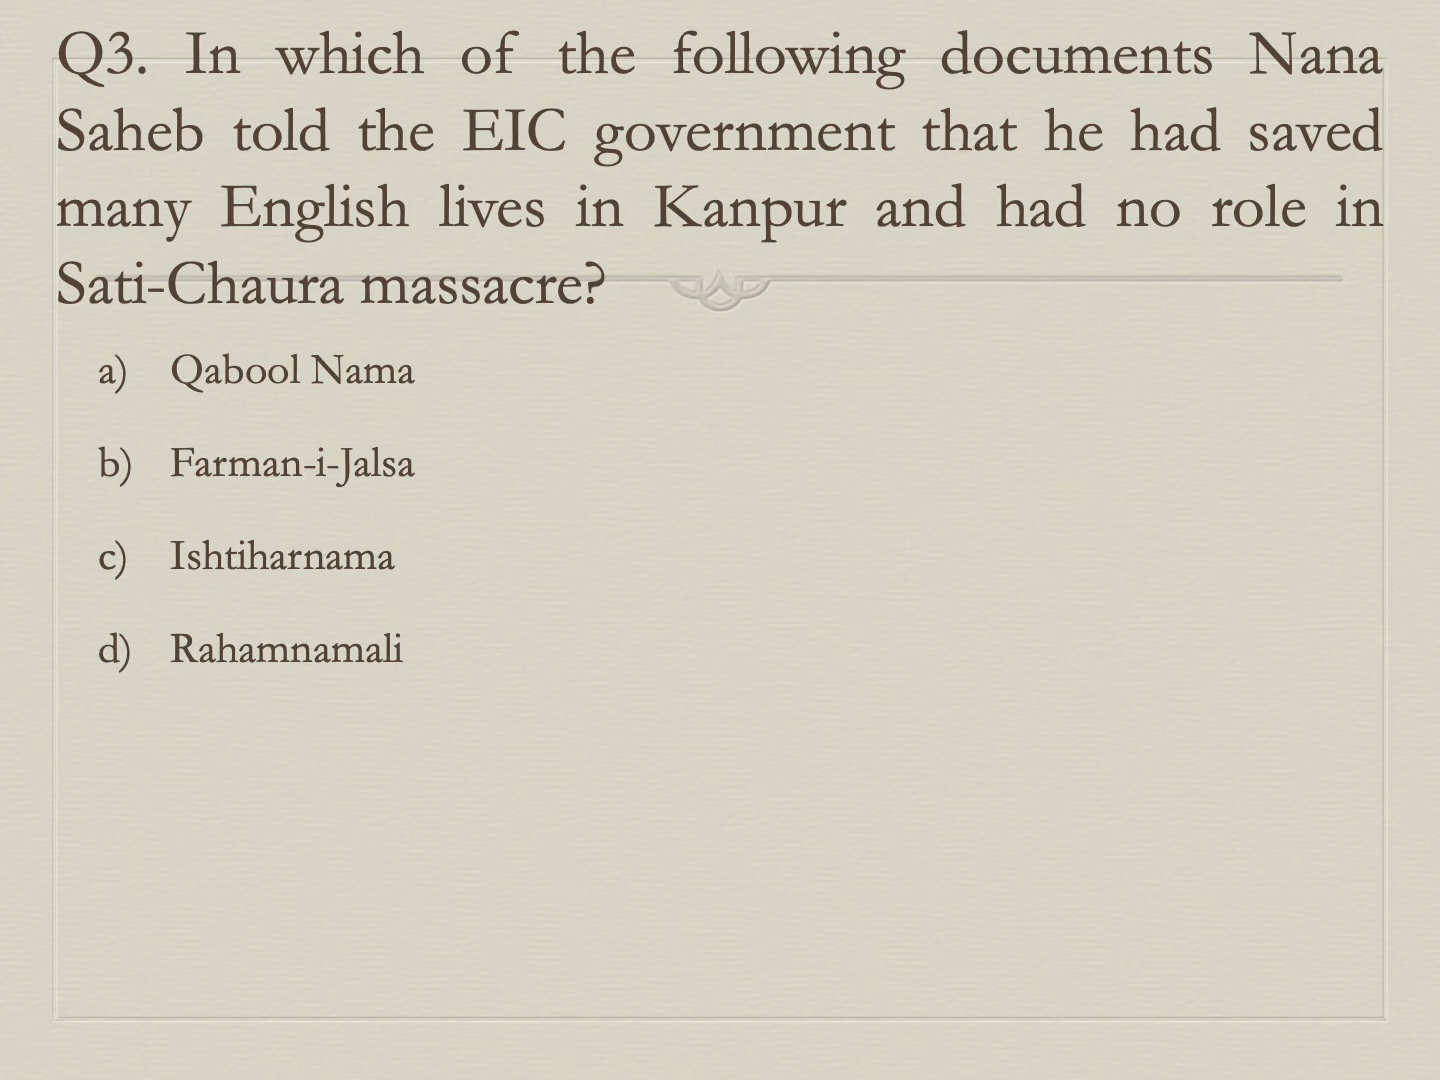 Q3. In which of the following documents Nana
Saheb told the EIC government that he had saved
many English lives in Kanpur and had no role in
Sati-Chaura massacre?
a) Qabool Nama
b) Farman-i-Jalsa
c) Ishtiharnama
d) Rahamnamali